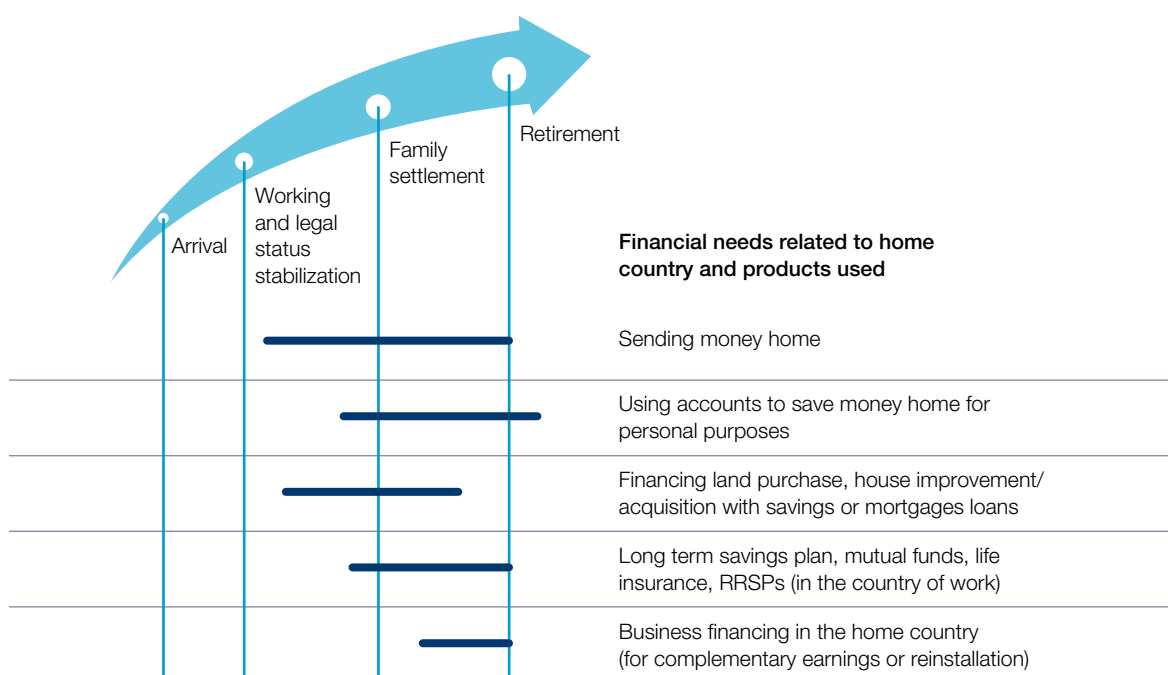 Retirement
Family
settlement
Working
and legal
status
stabilization
Arrival
Financial needs related to home
country and products used
Sending money home
Using accounts to save money home for
personal purposes
Financing land purchase, house improvement/
acquisition with savings or mortgages loans
Long term savings plan, mutual funds, life
insurance, RRSPs (in the country of work)
Business financing in the home country
(for complementary earnings or reinstallation)